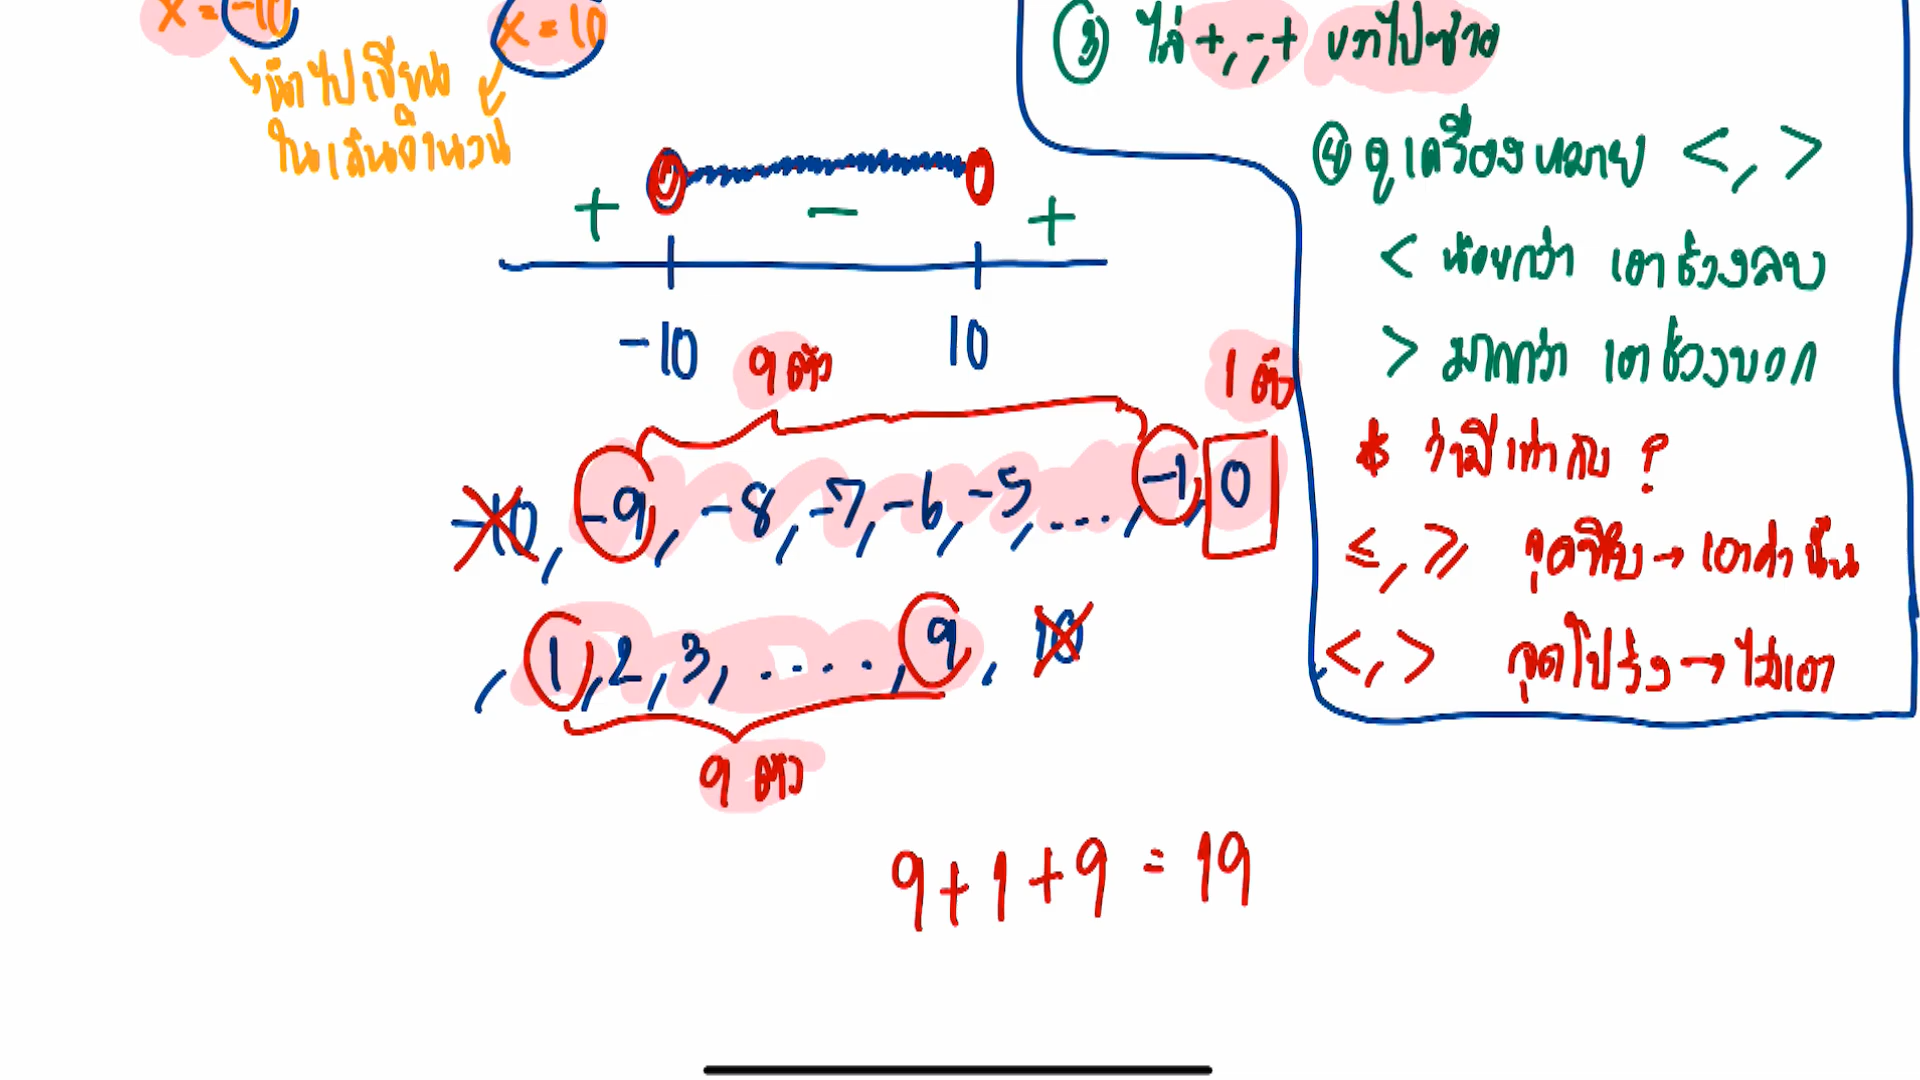 x = -10
x = 10
นำไปเขียน
ในเส้นจำนวน
③ ใส่ +,-,+ ขวาไปซ้าย
④ ดูเครื่องหมาย <, >
< น้อยกว่า เอาช่วงลบ
> มากกว่า เอาช่วงบวก
* ว่ามีเท่ากับ ?
≤, ≥ จุดทึบ → เอาค่านั้น
<, > จุดโปร่ง → ไม่เอา
+ - +
-10 10
9 ตัว
1 ตัว
-10, -9, -8, -7, -6, -5, ..., -1, 0
, 1, 2, 3, ...., 9, 10
9 ตัว
9 + 1 + 9 = 19